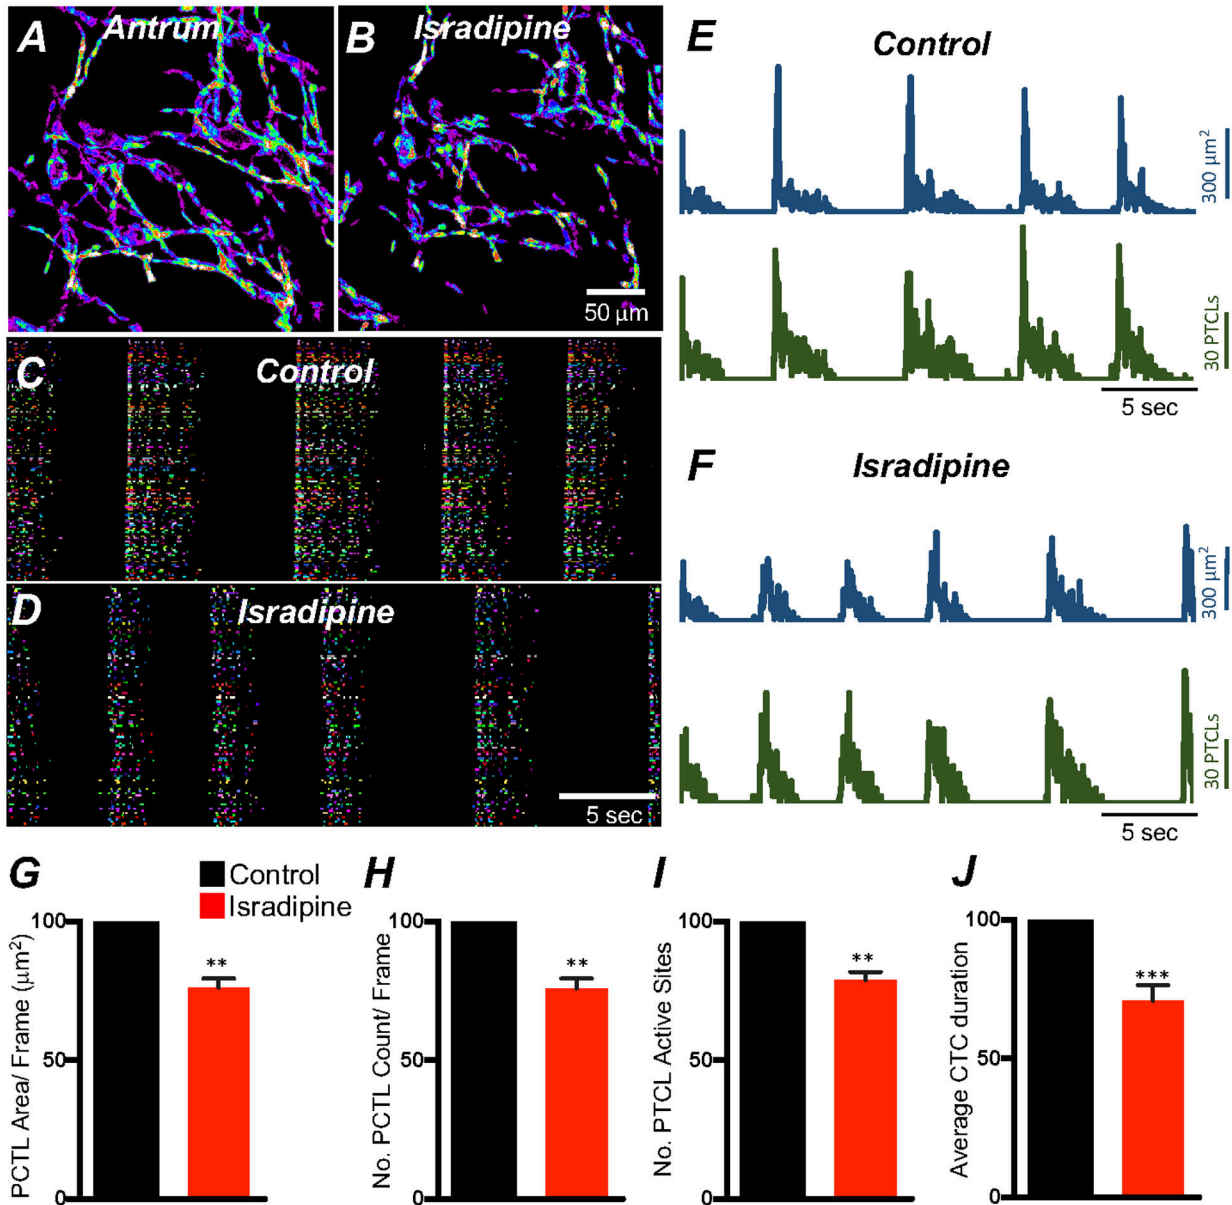 A Antrum
B Isradipine
50 μm
C Control
D Isradipine
5 sec
E Control
300 μm²
30 PTCLs
5 sec
F Isradipine
300 μm²
30 PTCLs
5 sec
G
Control
Isradipine
PCTL Area/ Frame (μm²)
100
50
0
**
H
No. PCTL Count/ Frame
100
50
0
**
I
No. PTCL Active Sites
100
50
0
**
J
Average CTC duration
100
50
0
***